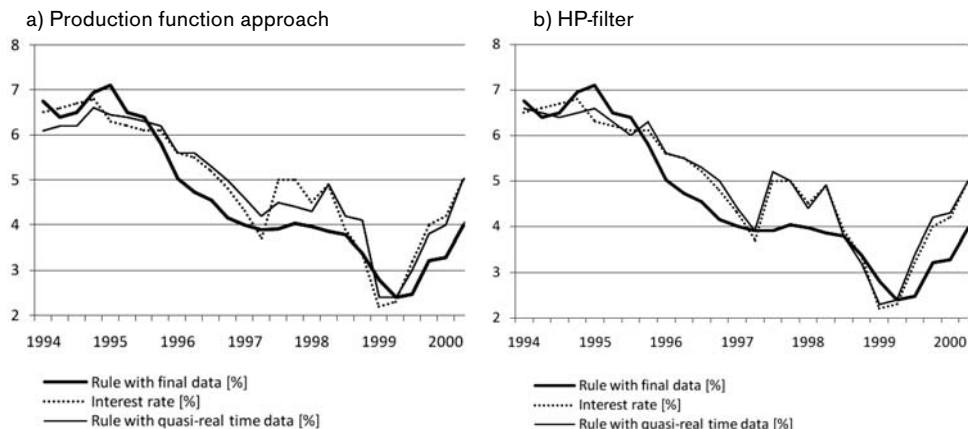 a) Production function approach
8
7
6
5
4
3
2
1994 1995 1996 1997 1998 1999 2000
Rule with final data [%]
Interest rate [%]
Rule with quasi-real time data [%]
b) HP-filter
8
7
6
5
4
3
2
1994 1995 1996 1997 1998 1999 2000
Rule with final data [%]
Interest rate [%]
Rule with quasi-real time data [%]